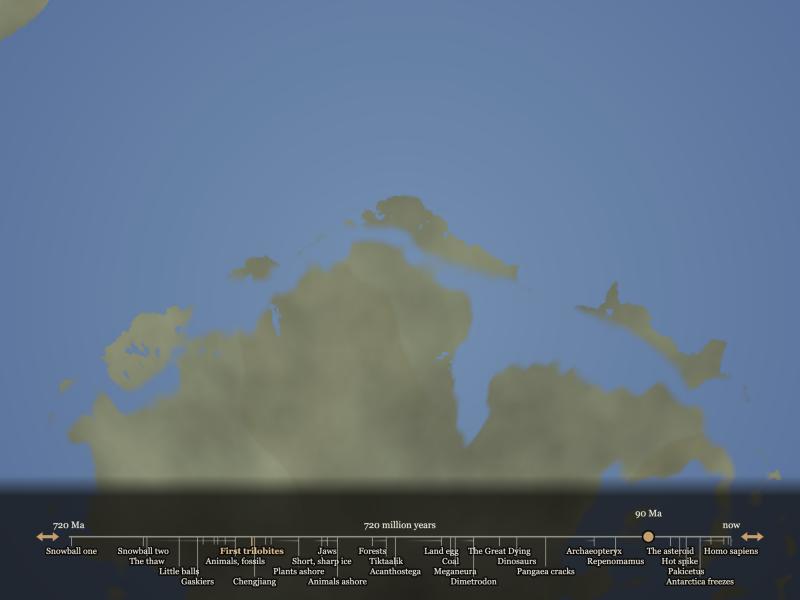 90 Ma
720 Ma 720 million years now
Snowball one Snowball two First trilobites Jaws Forests Land egg The Great Dying Archaeopteryx The asteroid Homo sapiens
The thaw Animals, fossils Short, sharp ice Tiktaalik Coal Dinosaurs Repenomamus Hot spike
Little balls Plants ashore Acanthostega Meganeura Pangaea cracks Pakicetus
Gaskiers Chengjiang Animals ashore Dimetrodon Antarctica freezes